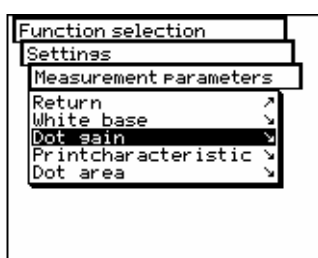 Function selection
Settings
Measurement parameters
Return ↗
White base ↘
Dot gain ↘
Printcharacteristic ↘
Dot area ↘